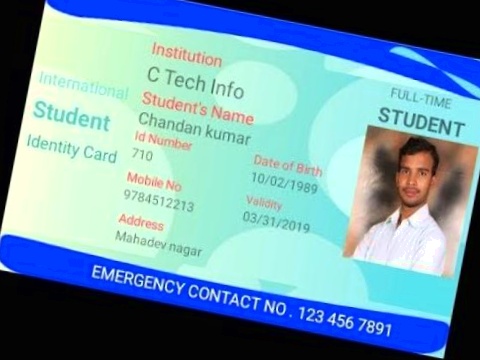 Institution
C Tech Info
International
Student
Identity Card
Student's Name
Chandan kumar
Id Number
710
Mobile No
9784512213
Address
Mahadev nagar
Date of Birth
10/02/1989
Validity
03/31/2019
FULL-TIME
STUDENT
EMERGENCY CONTACT NO . 123 456 7891